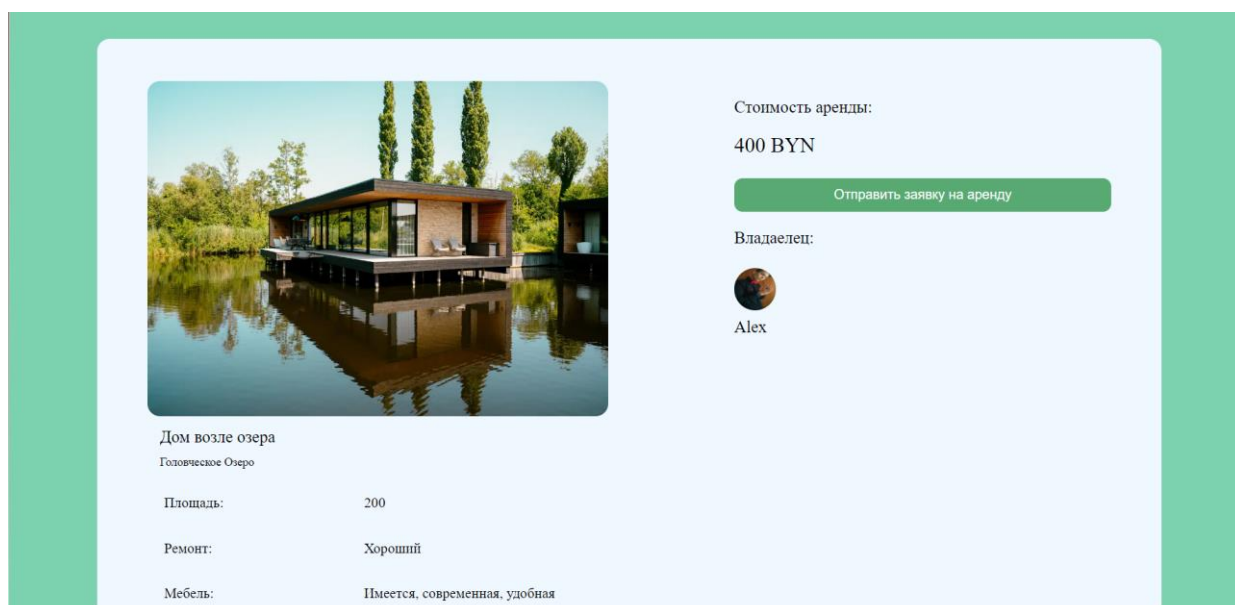 Стоимость аренды:
400 BYN
Отправить заявку на аренду
Владаелец:
Alex
Дом возле озера
Головческое Озеро
Площадь: 200
Ремонт: Хороший
Мебель: Имеется, современная, удобная